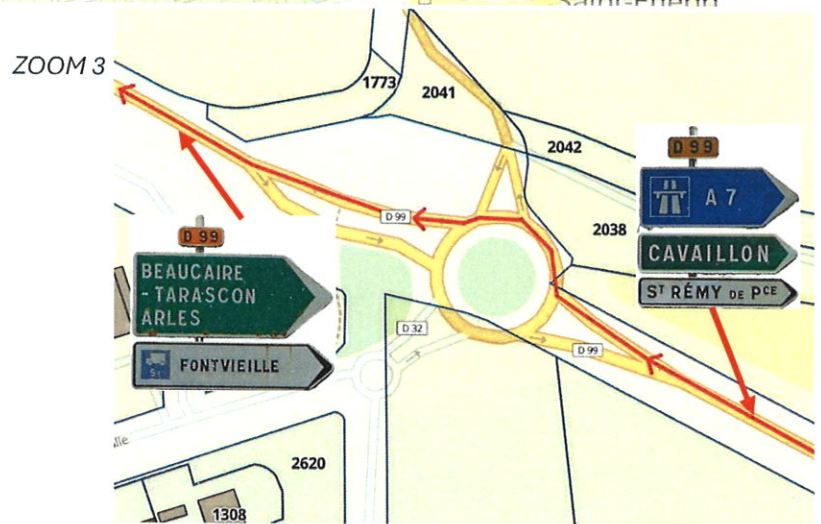 ZOOM 3
1773
2041
2042
2038
D 99
A 7
CAVAILLON
ST RÉMY DE PCE
D 99
D 99
BEAUCAIRE
- TARASCON
ARLES
FONTVIEILLE
D 32
D 99
2620
1308